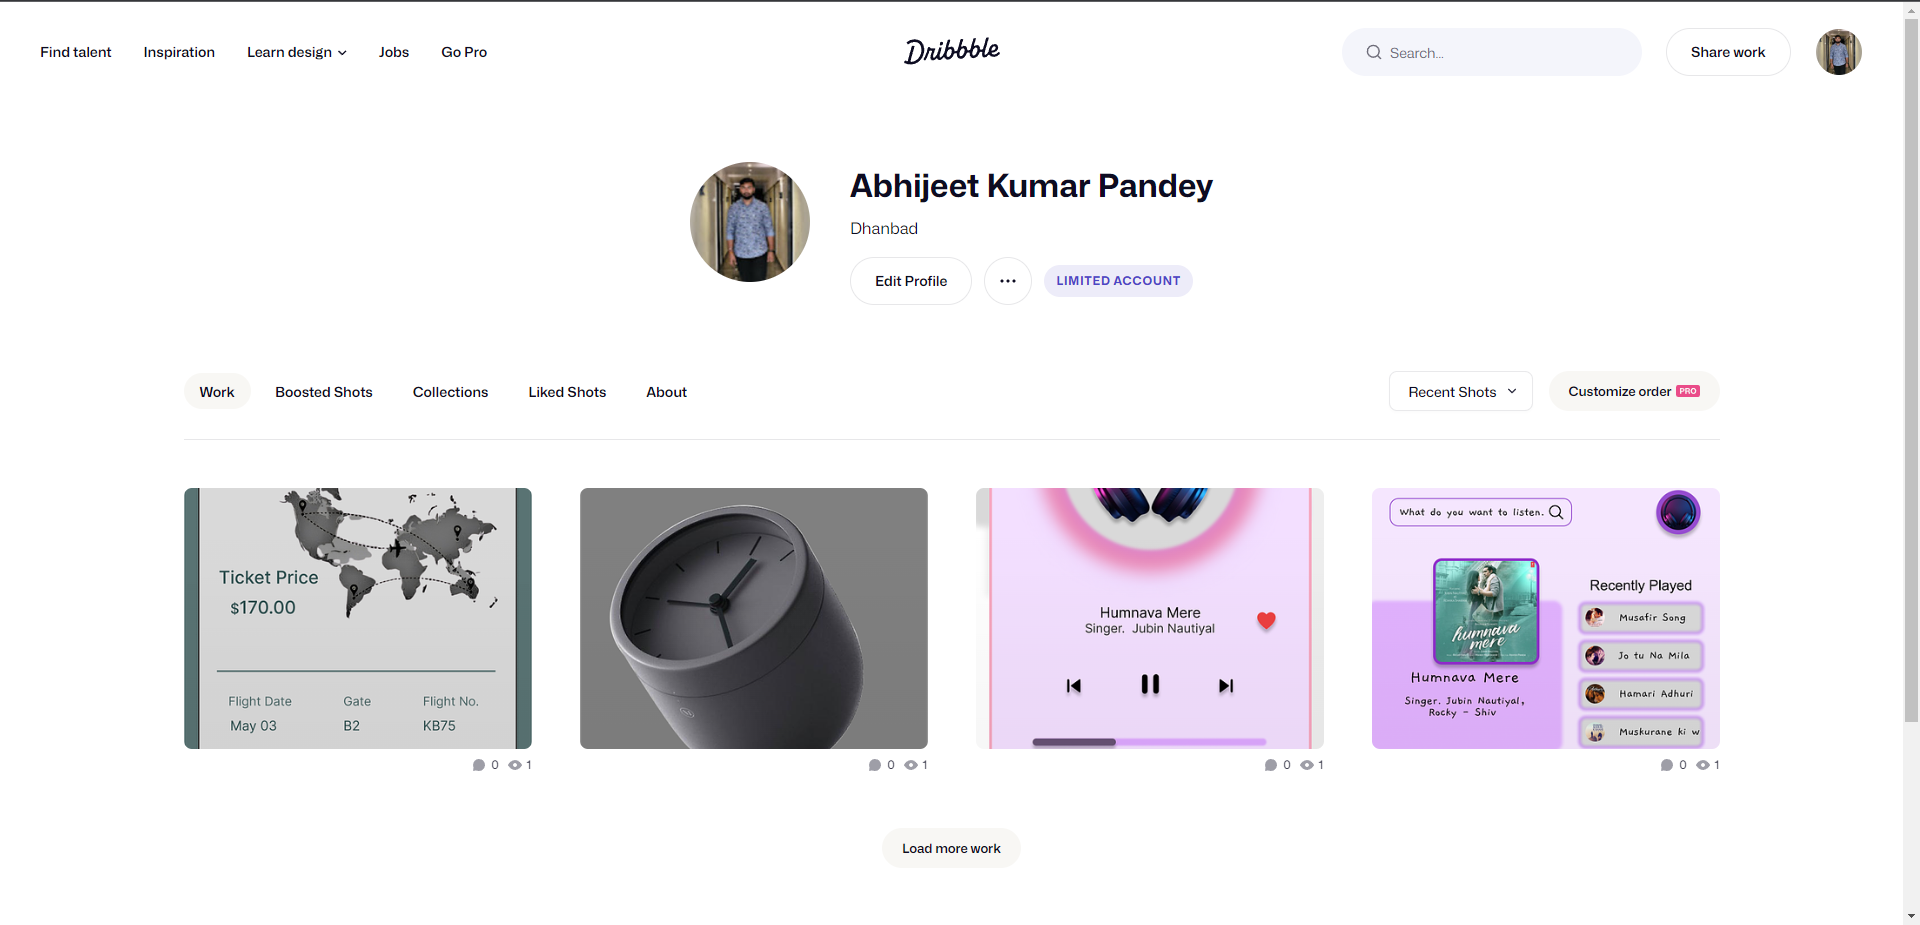 Find talent
Inspiration
Learn design
Jobs
Go Pro
Dribbble
Search...
Share work
Abhijeet Kumar Pandey
Dhanbad
Edit Profile
LIMITED ACCOUNT
Work
Boosted Shots
Collections
Liked Shots
About
Recent Shots
Customize order PRO
Ticket Price
$170.00
Flight Date
Gate
Flight No.
May 03
B2
KB75
0 1
0 1
Humnava Mere
Singer. Jubin Nautiyal
0 1
What do you want to listen.
humnava
mere
Recently Played
Musafir Song
Jo tu Na Mila
Hamari Adhuri
Muskurane ki w
Humnava Mere
Singer. Jubin Nautiyal,
Rocky - Shiv
0 1
Load more work